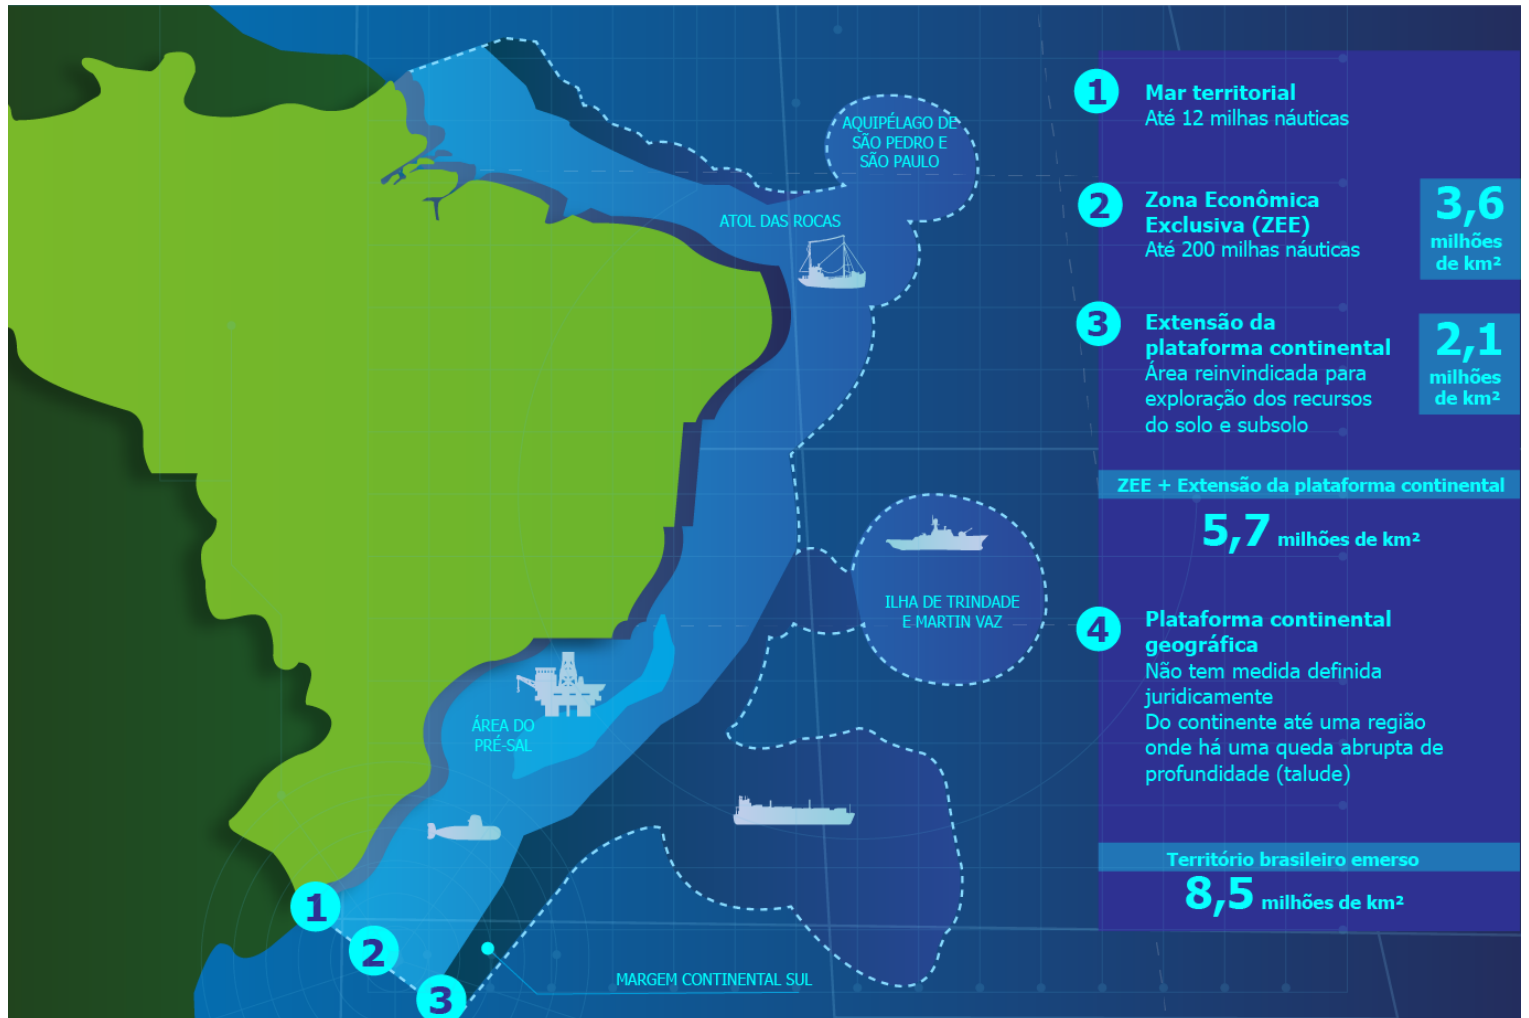 AQUIPÉLAGO DE
SÃO PEDRO E
SÃO PAULO
ATOL DAS ROCAS
ILHA DE TRINDADE
E MARTIN VAZ
ÁREA DO
PRÉ-SAL
MARGEM CONTINENTAL SUL
1
2
3
1
Mar territorial
Até 12 milhas náuticas
2
Zona Econômica
Exclusiva (ZEE)
Até 200 milhas náuticas
3,6
milhões
de km²
3
Extensão da
plataforma continental
Área reinvindicada para
exploração dos recursos
do solo e subsolo
2,1
milhões
de km²
ZEE + Extensão da plataforma continental
5,7 milhões de km²
4
Plataforma continental
geográfica
Não tem medida definida
juridicamente
Do continente até uma região
onde há uma queda abrupta de
profundidade (talude)
Território brasileiro emerso
8,5 milhões de km²